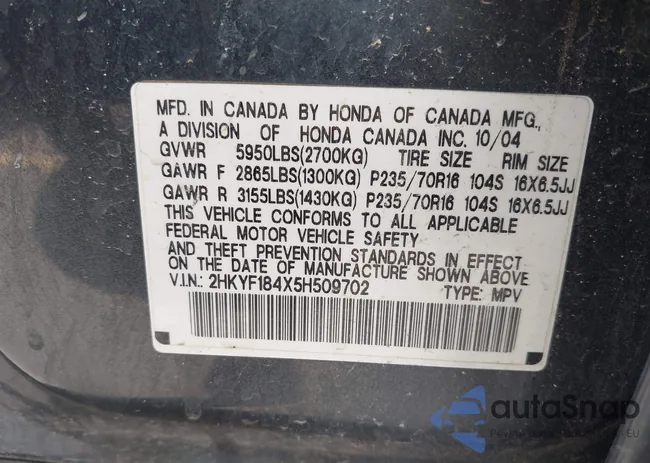 MFD. IN CANADA BY HONDA OF CANADA MFG.,
A DIVISION OF HONDA CANADA INC. 10/04
GVWR 5950LBS(2700KG) TIRE SIZE RIM SIZE
GAWR F 2865LBS(1300KG) P235/70R16 104S 16X6.5JJ
GAWR R 3155LBS(1430KG) P235/70R16 104S 16X6.5JJ
THIS VEHICLE CONFORMS TO ALL APPLICABLE
FEDERAL MOTOR VEHICLE SAFETY
AND THEFT PREVENTION STANDARDS IN EFFECT
ON THE DATE OF MANUFACTURE SHOWN ABOVE
V.I.N.: 2HKYF184X5H509702 TYPE: MPV
autoSnap